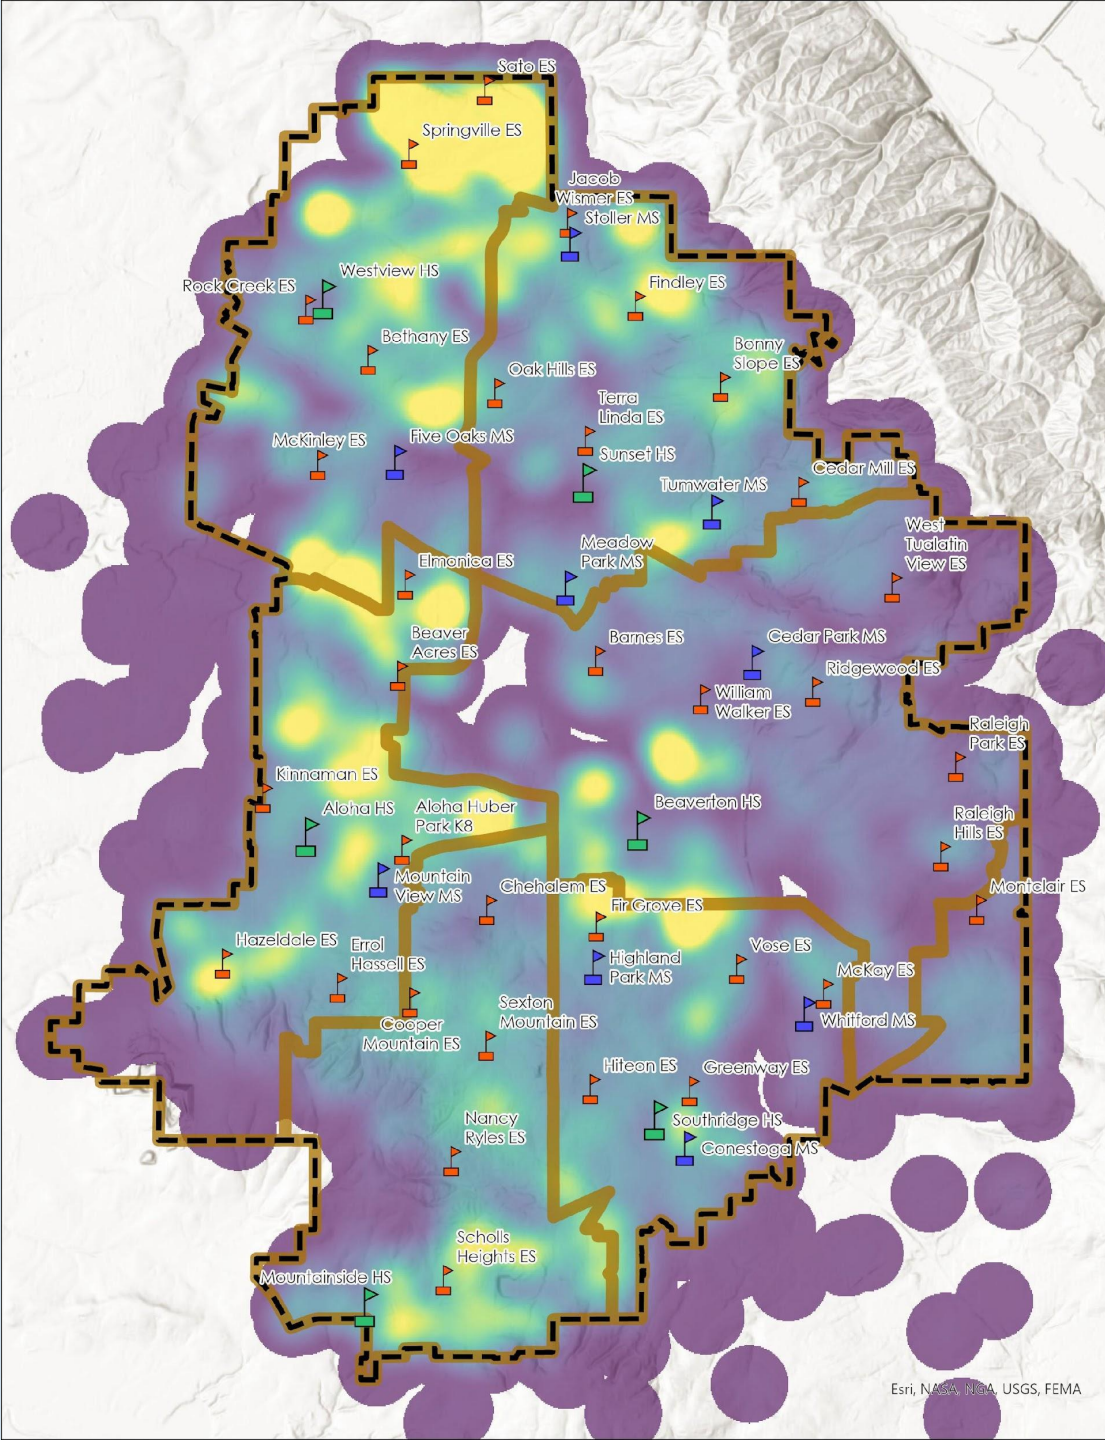 Sato ES
Springville ES
Jacob
Wismer ES
Stoller MS
Westview HS
Rock Creek ES
Findley ES
Bethany ES
Bonny
Slope ES
Oak Hills ES
Terra
Linda ES
McKinley ES
Five Oaks MS
Sunset HS
Cedar Mill ES
Tumwater MS
West
Tualatin
View ES
Meadow
Park MS
Elmonica ES
Beaver
Acres ES
Barnes ES
Cedar Park MS
Ridgewood ES
William
Walker ES
Raleigh
Park ES
Kinnaman ES
Aloha HS
Aloha Huber
Park K8
Beaverton HS
Raleigh
Hills ES
Mountain
View MS
Chehalem ES
Montclair ES
Fir Grove ES
Hazeldale ES
Errol
Hassell ES
Vose ES
Highland
Park MS
McKay ES
Whitford MS
Cooper
Mountain ES
Sexton
Mountain ES
Hiteon ES
Greenway ES
Nancy
Ryles ES
Southridge HS
Conestoga MS
Scholls
Heights ES
Mountainside HS
Esri, NASA, NGA, USGS, FEMA